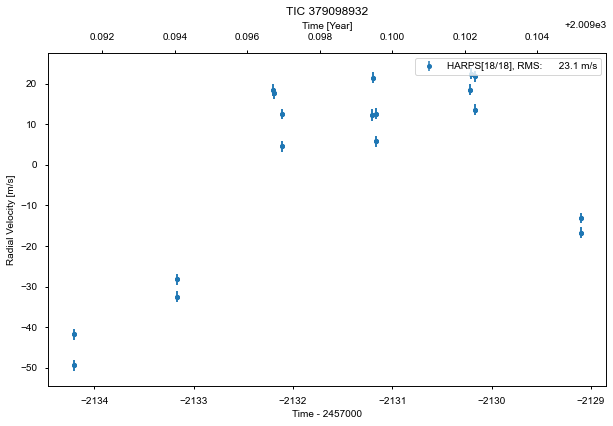 TIC 379098932
Time [Year]
0.092 0.094 0.096 0.098 0.100 0.102 0.104
+2.009e3
HARPS[18/18], RMS: 23.1 m/s
20
10
0
−10
−20
−30
−40
−50
Radial Velocity [m/s]
−2134 −2133 −2132 −2131 −2130 −2129
Time - 2457000